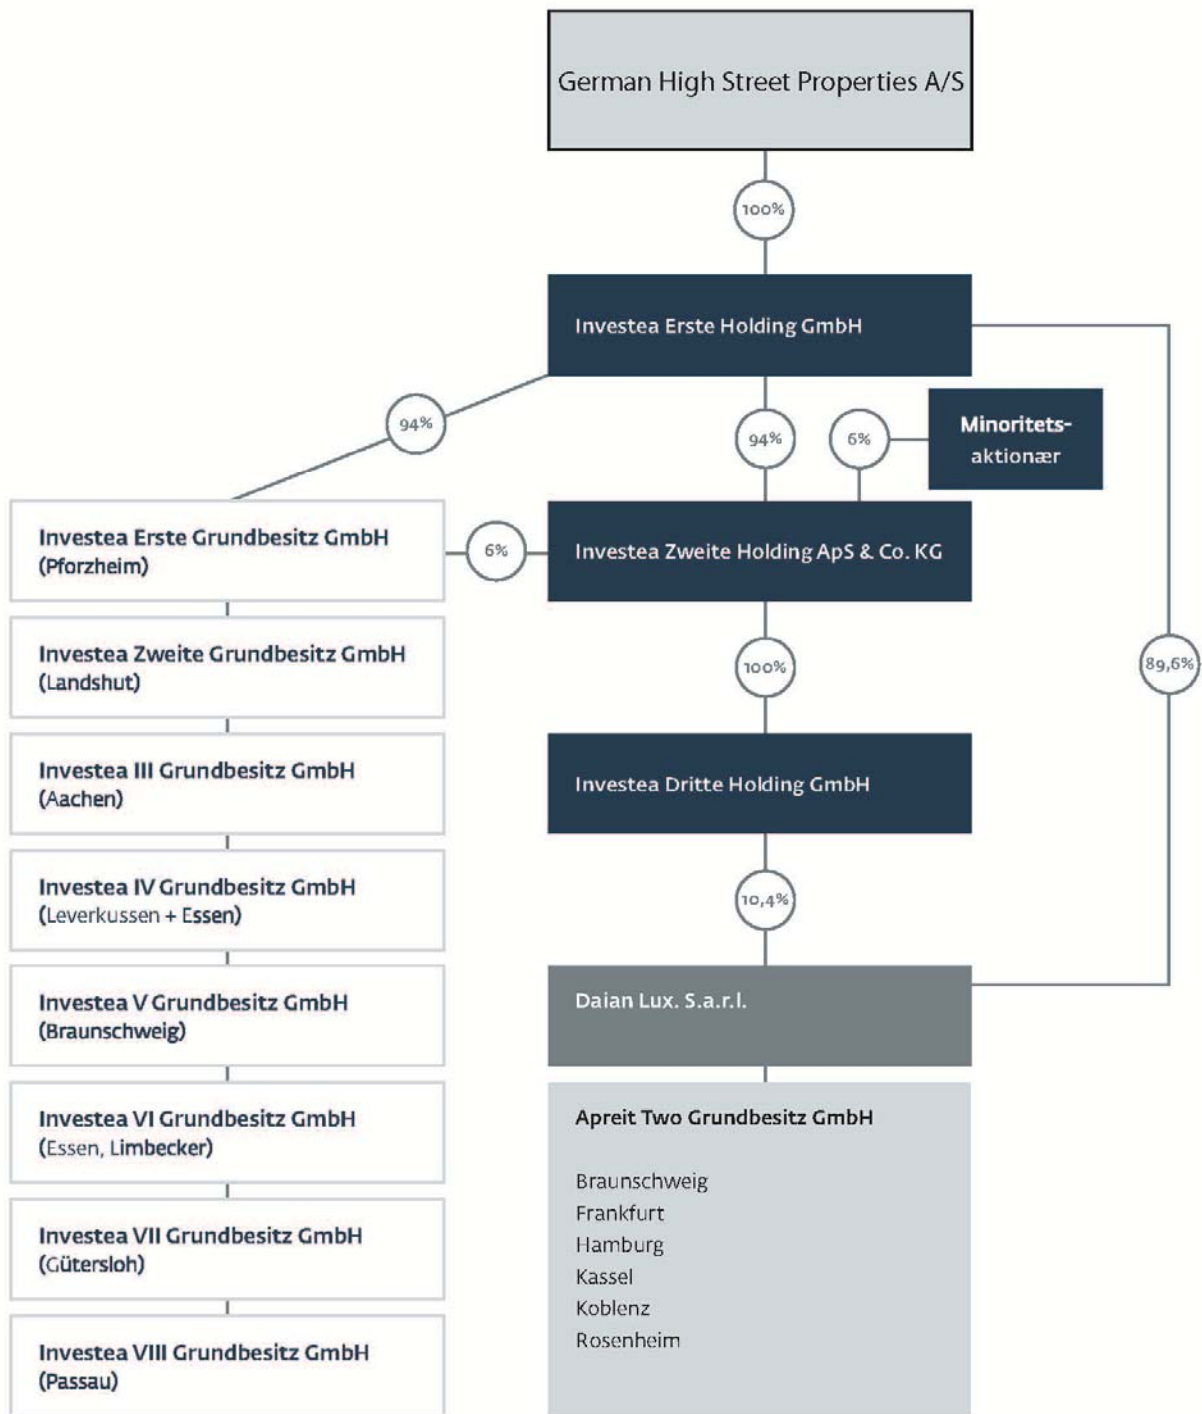 German High Street Properties A/S
100%
Investea Erste Holding GmbH
94%
94%
6%
Minoritets-
aktionær
Investea Erste Grundbesitz GmbH
(Pforzheim)
6%
Investea Zweite Holding ApS & Co. KG
Investea Zweite Grundbesitz GmbH
(Landshut)
100%
89,6%
Investea III Grundbesitz GmbH
(Aachen)
Investea Dritte Holding GmbH
Investea IV Grundbesitz GmbH
(Leverkussen + Essen)
10,4%
Investea V Grundbesitz GmbH
(Braunschweig)
Daian Lux. S.a.r.l.
Investea VI Grundbesitz GmbH
(Essen, Limbecker)
Apreit Two Grundbesitz GmbH
Braunschweig
Frankfurt
Hamburg
Kassel
Koblenz
Rosenheim
Investea VII Grundbesitz GmbH
(Gütersloh)
Investea VIII Grundbesitz GmbH
(Passau)